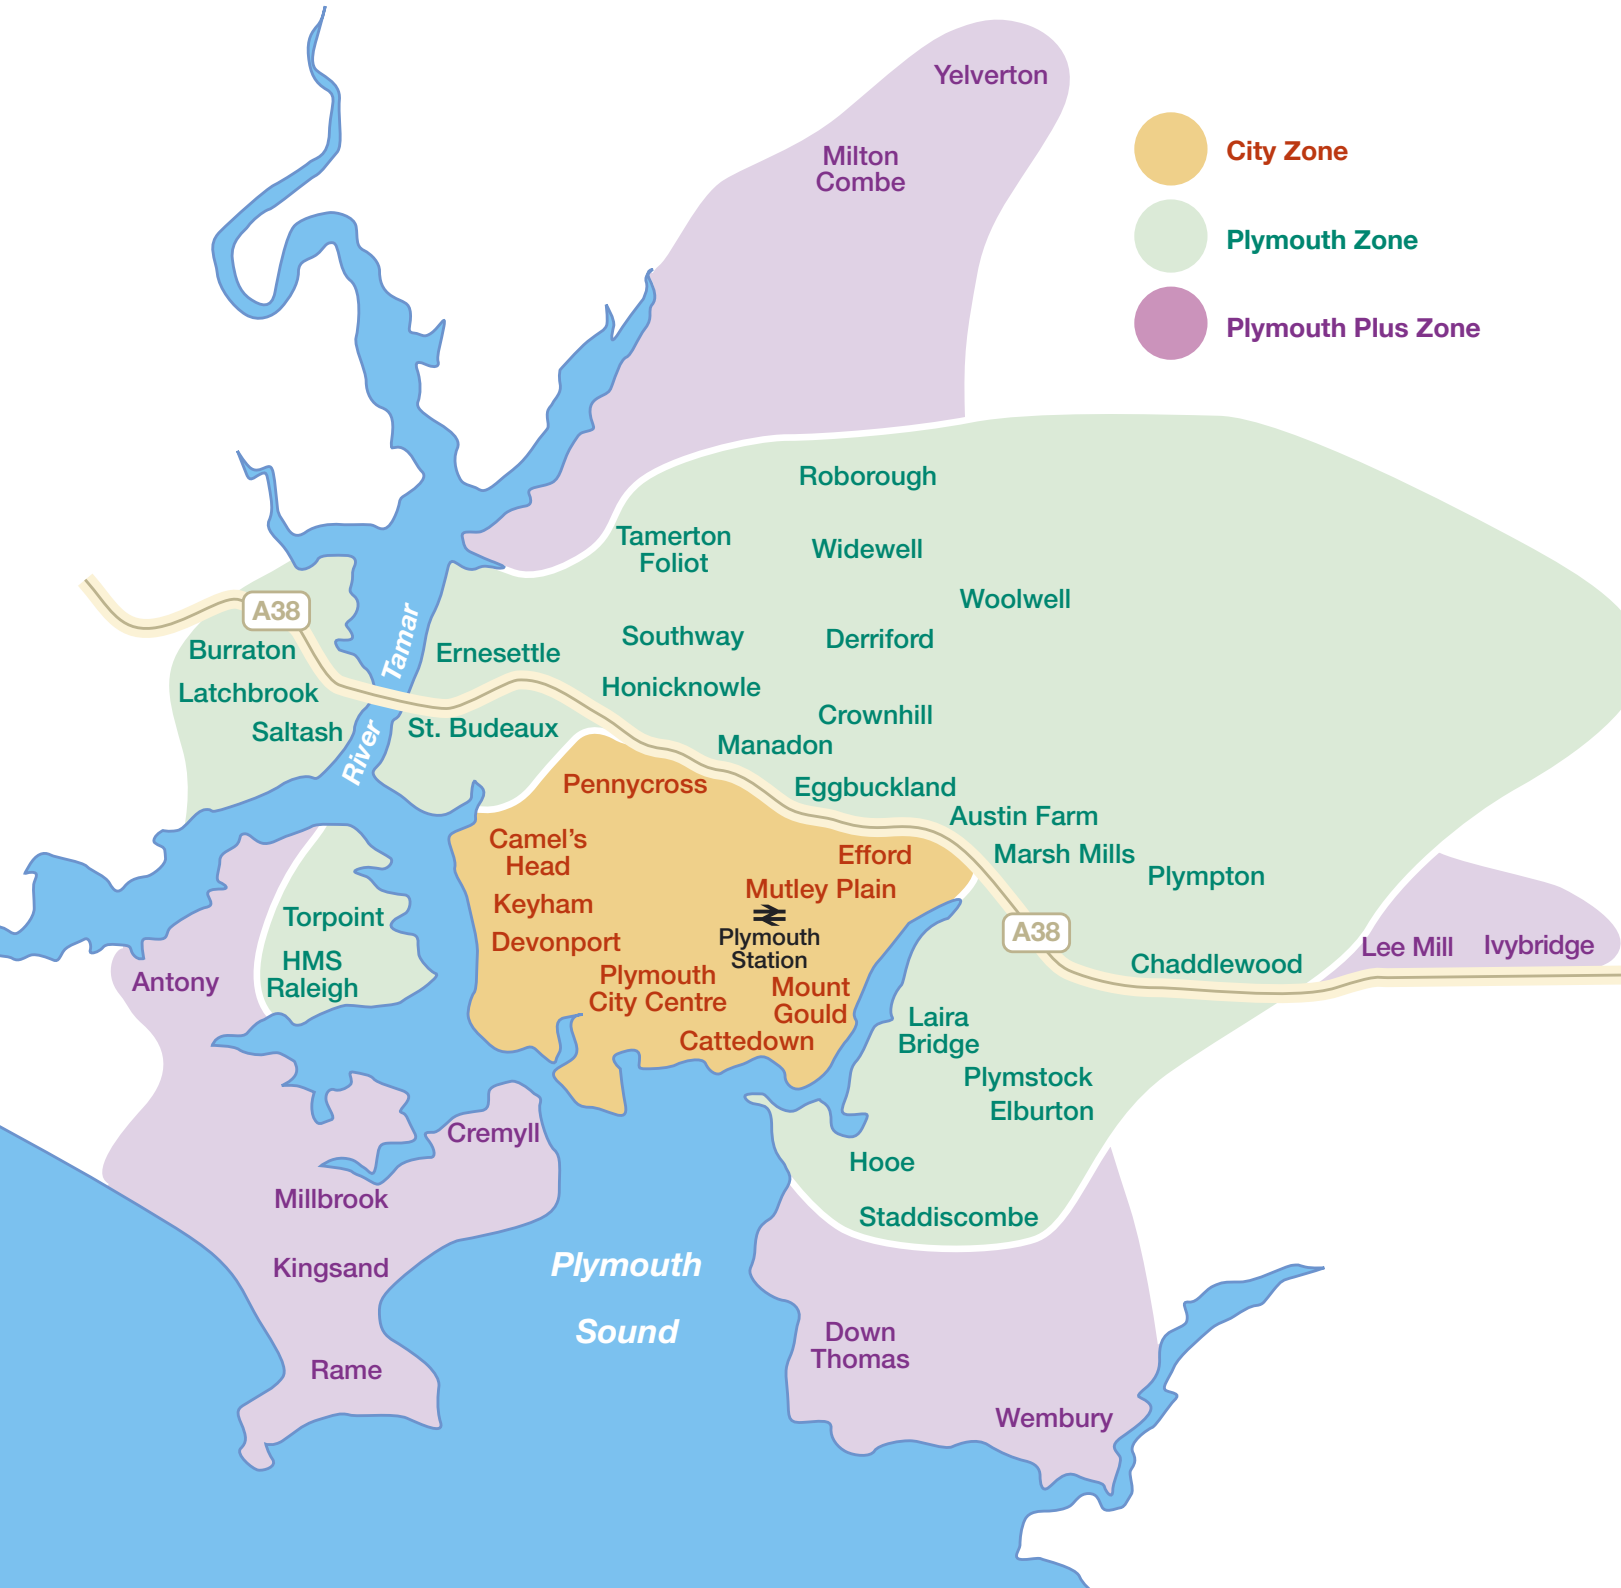 Yelverton
Milton
Combe
City Zone
Plymouth Zone
Plymouth Plus Zone
Roborough
Tamerton
Foliot
Widewell
Woolwell
A38
Burraton
Latchbrook
Saltash
River Tamar
Ernesettle
St. Budeaux
Southway
Derriford
Honicknowle
Crownhill
Manadon
Eggbuckland
Austin Farm
Marsh Mills
Plympton
Pennycross
Camel’s
Head
Keyham
Devonport
Efford
Mutley Plain
Plymouth
Station
Plymouth
City Centre
Mount
Gould
Cattedown
A38
Chaddlewood
Lee Mill
Ivybridge
Torpoint
HMS
Raleigh
Antony
Laira
Bridge
Plymstock
Elburton
Hooe
Staddiscombe
Cremyll
Millbrook
Kingsand
Rame
Plymouth
Sound
Down
Thomas
Wembury